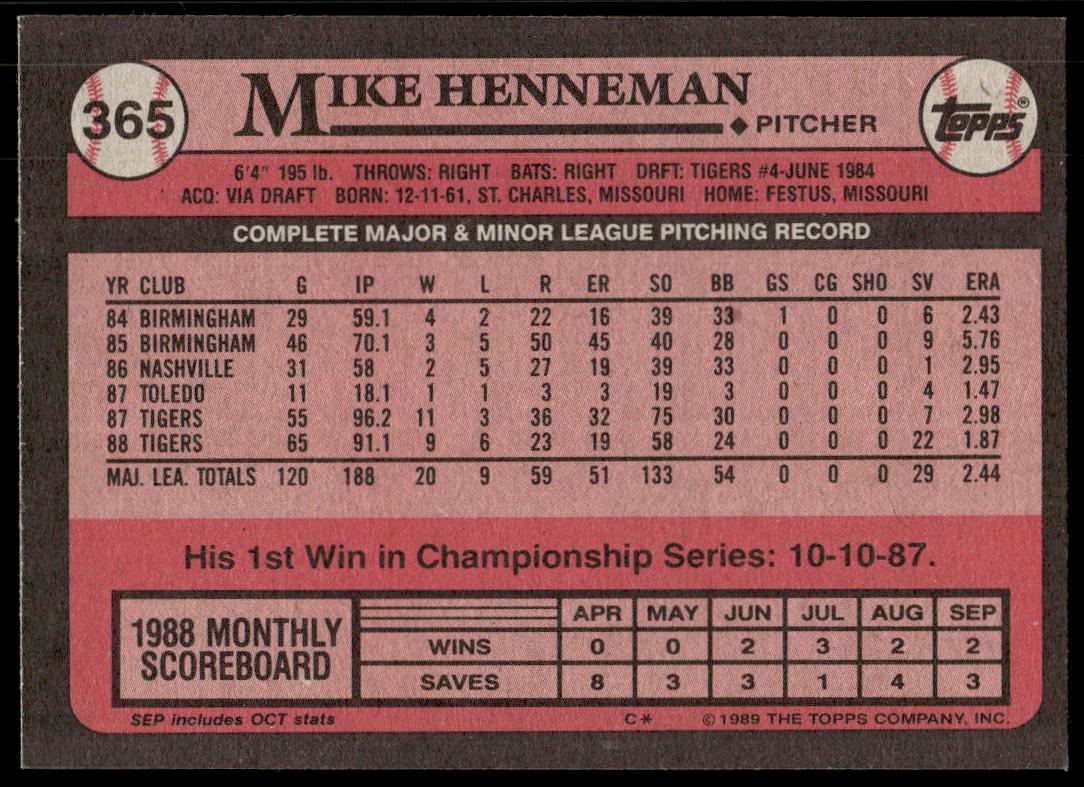 365
MIKE HENNEMAN
◆ PITCHER
TOPPS®
6'4" 195 lb. THROWS: RIGHT BATS: RIGHT DRFT: TIGERS #4-JUNE 1984
ACQ: VIA DRAFT BORN: 12-11-61, ST. CHARLES, MISSOURI HOME: FESTUS, MISSOURI
COMPLETE MAJOR & MINOR LEAGUE PITCHING RECORD
YR CLUB G IP W L R ER SO BB GS CG SHO SV ERA
84 BIRMINGHAM 29 59.1 4 2 22 16 39 33 1 0 0 6 2.43
85 BIRMINGHAM 46 70.1 3 5 50 45 40 28 0 0 0 9 5.76
86 NASHVILLE 31 58 2 5 27 19 39 33 0 0 0 1 2.95
87 TOLEDO 11 18.1 1 1 3 3 19 3 0 0 0 4 1.47
87 TIGERS 55 96.2 11 3 36 32 75 30 0 0 0 7 2.98
88 TIGERS 65 91.1 9 6 23 19 58 24 0 0 0 22 1.87
MAJ. LEA. TOTALS 120 188 20 9 59 51 133 54 0 0 0 29 2.44
His 1st Win in Championship Series: 10-10-87.
1988 MONTHLY
SCOREBOARD
APR MAY JUN JUL AUG SEP
WINS 0 0 2 3 2 2
SAVES 8 3 3 1 4 3
SEP includes OCT stats C* ©1989 THE TOPPS COMPANY, INC.